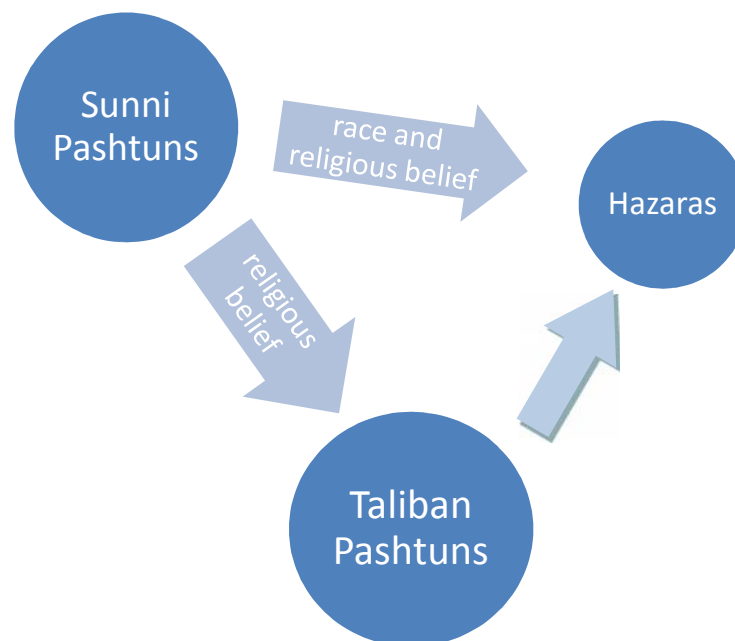 Sunni
Pashtuns
race and
religious belief
Hazaras
religious
belief
Taliban
Pashtuns